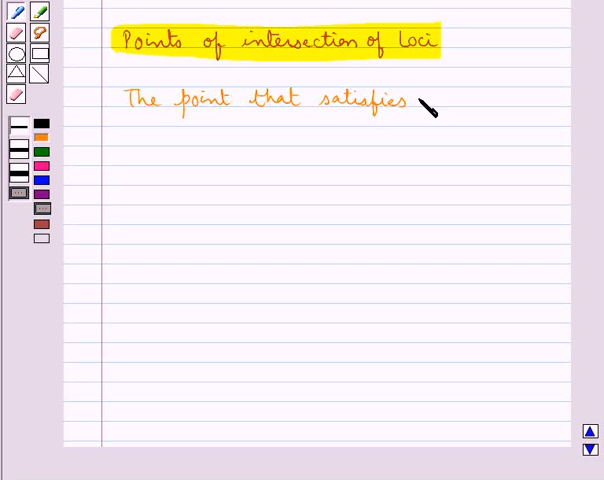 Points of intersection of Loci
The point that satisfies